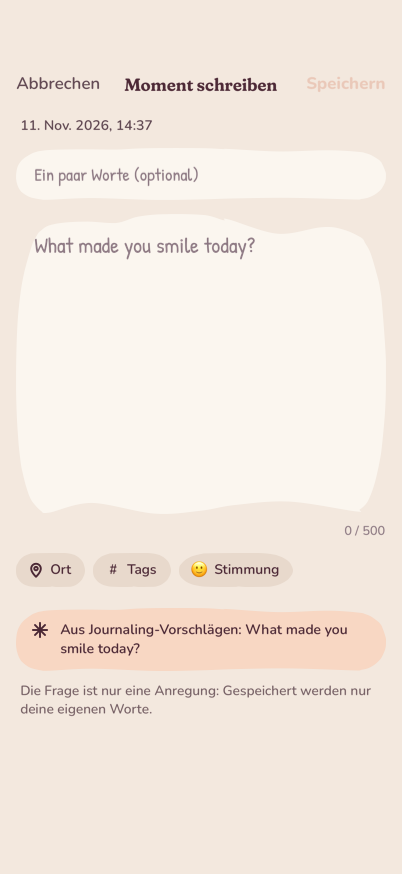 Abbrechen Moment schreiben Speichern
11. Nov. 2026, 14:37
Ein paar Worte (optional)
What made you smile today?
0 / 500
Ort # Tags Stimmung
Aus Journaling-Vorschlägen: What made you
smile today?
Die Frage ist nur eine Anregung: Gespeichert werden nur
deine eigenen Worte.